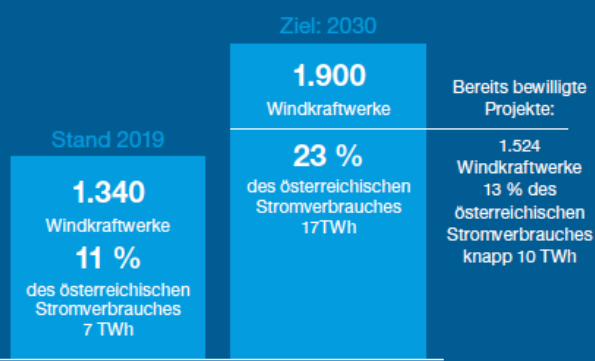 Stand 2019
1.340
Windkraftwerke
11 %
des österreichischen
Stromverbrauches
7 TWh
Ziel: 2030
1.900
Windkraftwerke
23 %
des österreichischen
Stromverbrauches
17TWh
Bereits bewilligte
Projekte:
1.524
Windkraftwerke
13 % des
österreichischen
Stromverbrauches
knapp 10 TWh